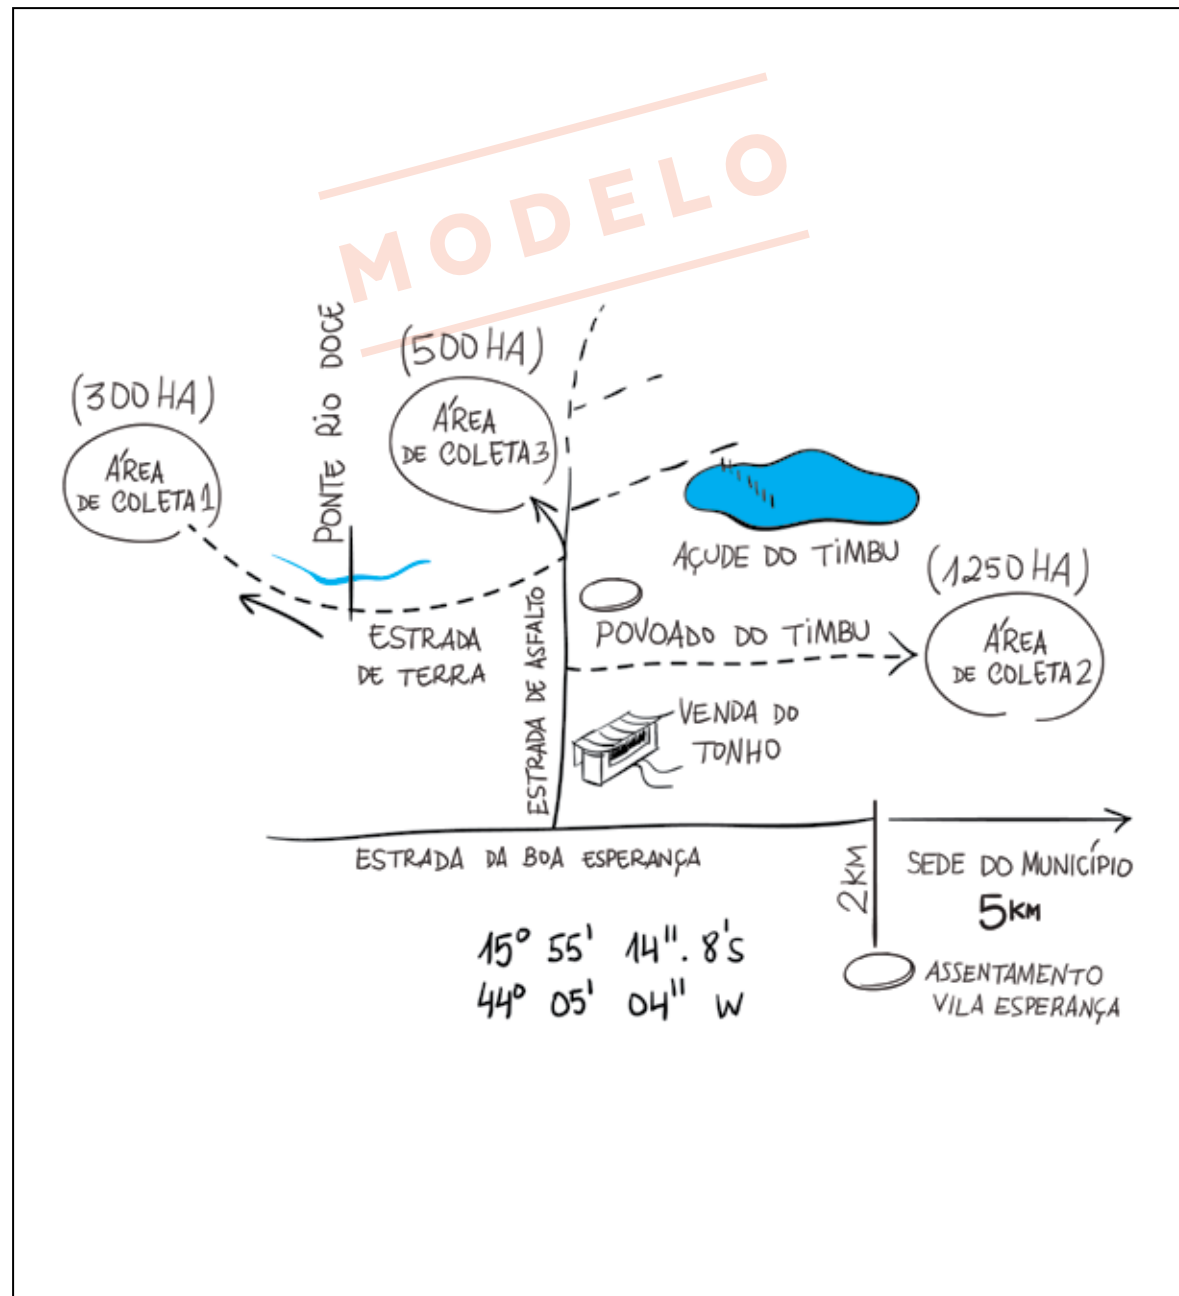 MODELO
PONTE RIO DOCE
(500 HA)
ÁREA
DE COLETA 3
(300 HA)
ÁREA
DE COLETA 1
AÇUDE DO TIMBU
(1250 HA)
ÁREA
DE COLETA 2
POVOADO DO TIMBU
ESTRADA
DE TERRA
ESTRADA DE ASFALTO
VENDA DO
TONHO
ESTRADA DA BOA ESPERANÇA
2KM
SEDE DO MUNICÍPIO
5KM
15° 55' 14". 8'S
44° 05' 04" W
ASSENTAMENTO
VILA ESPERANÇA